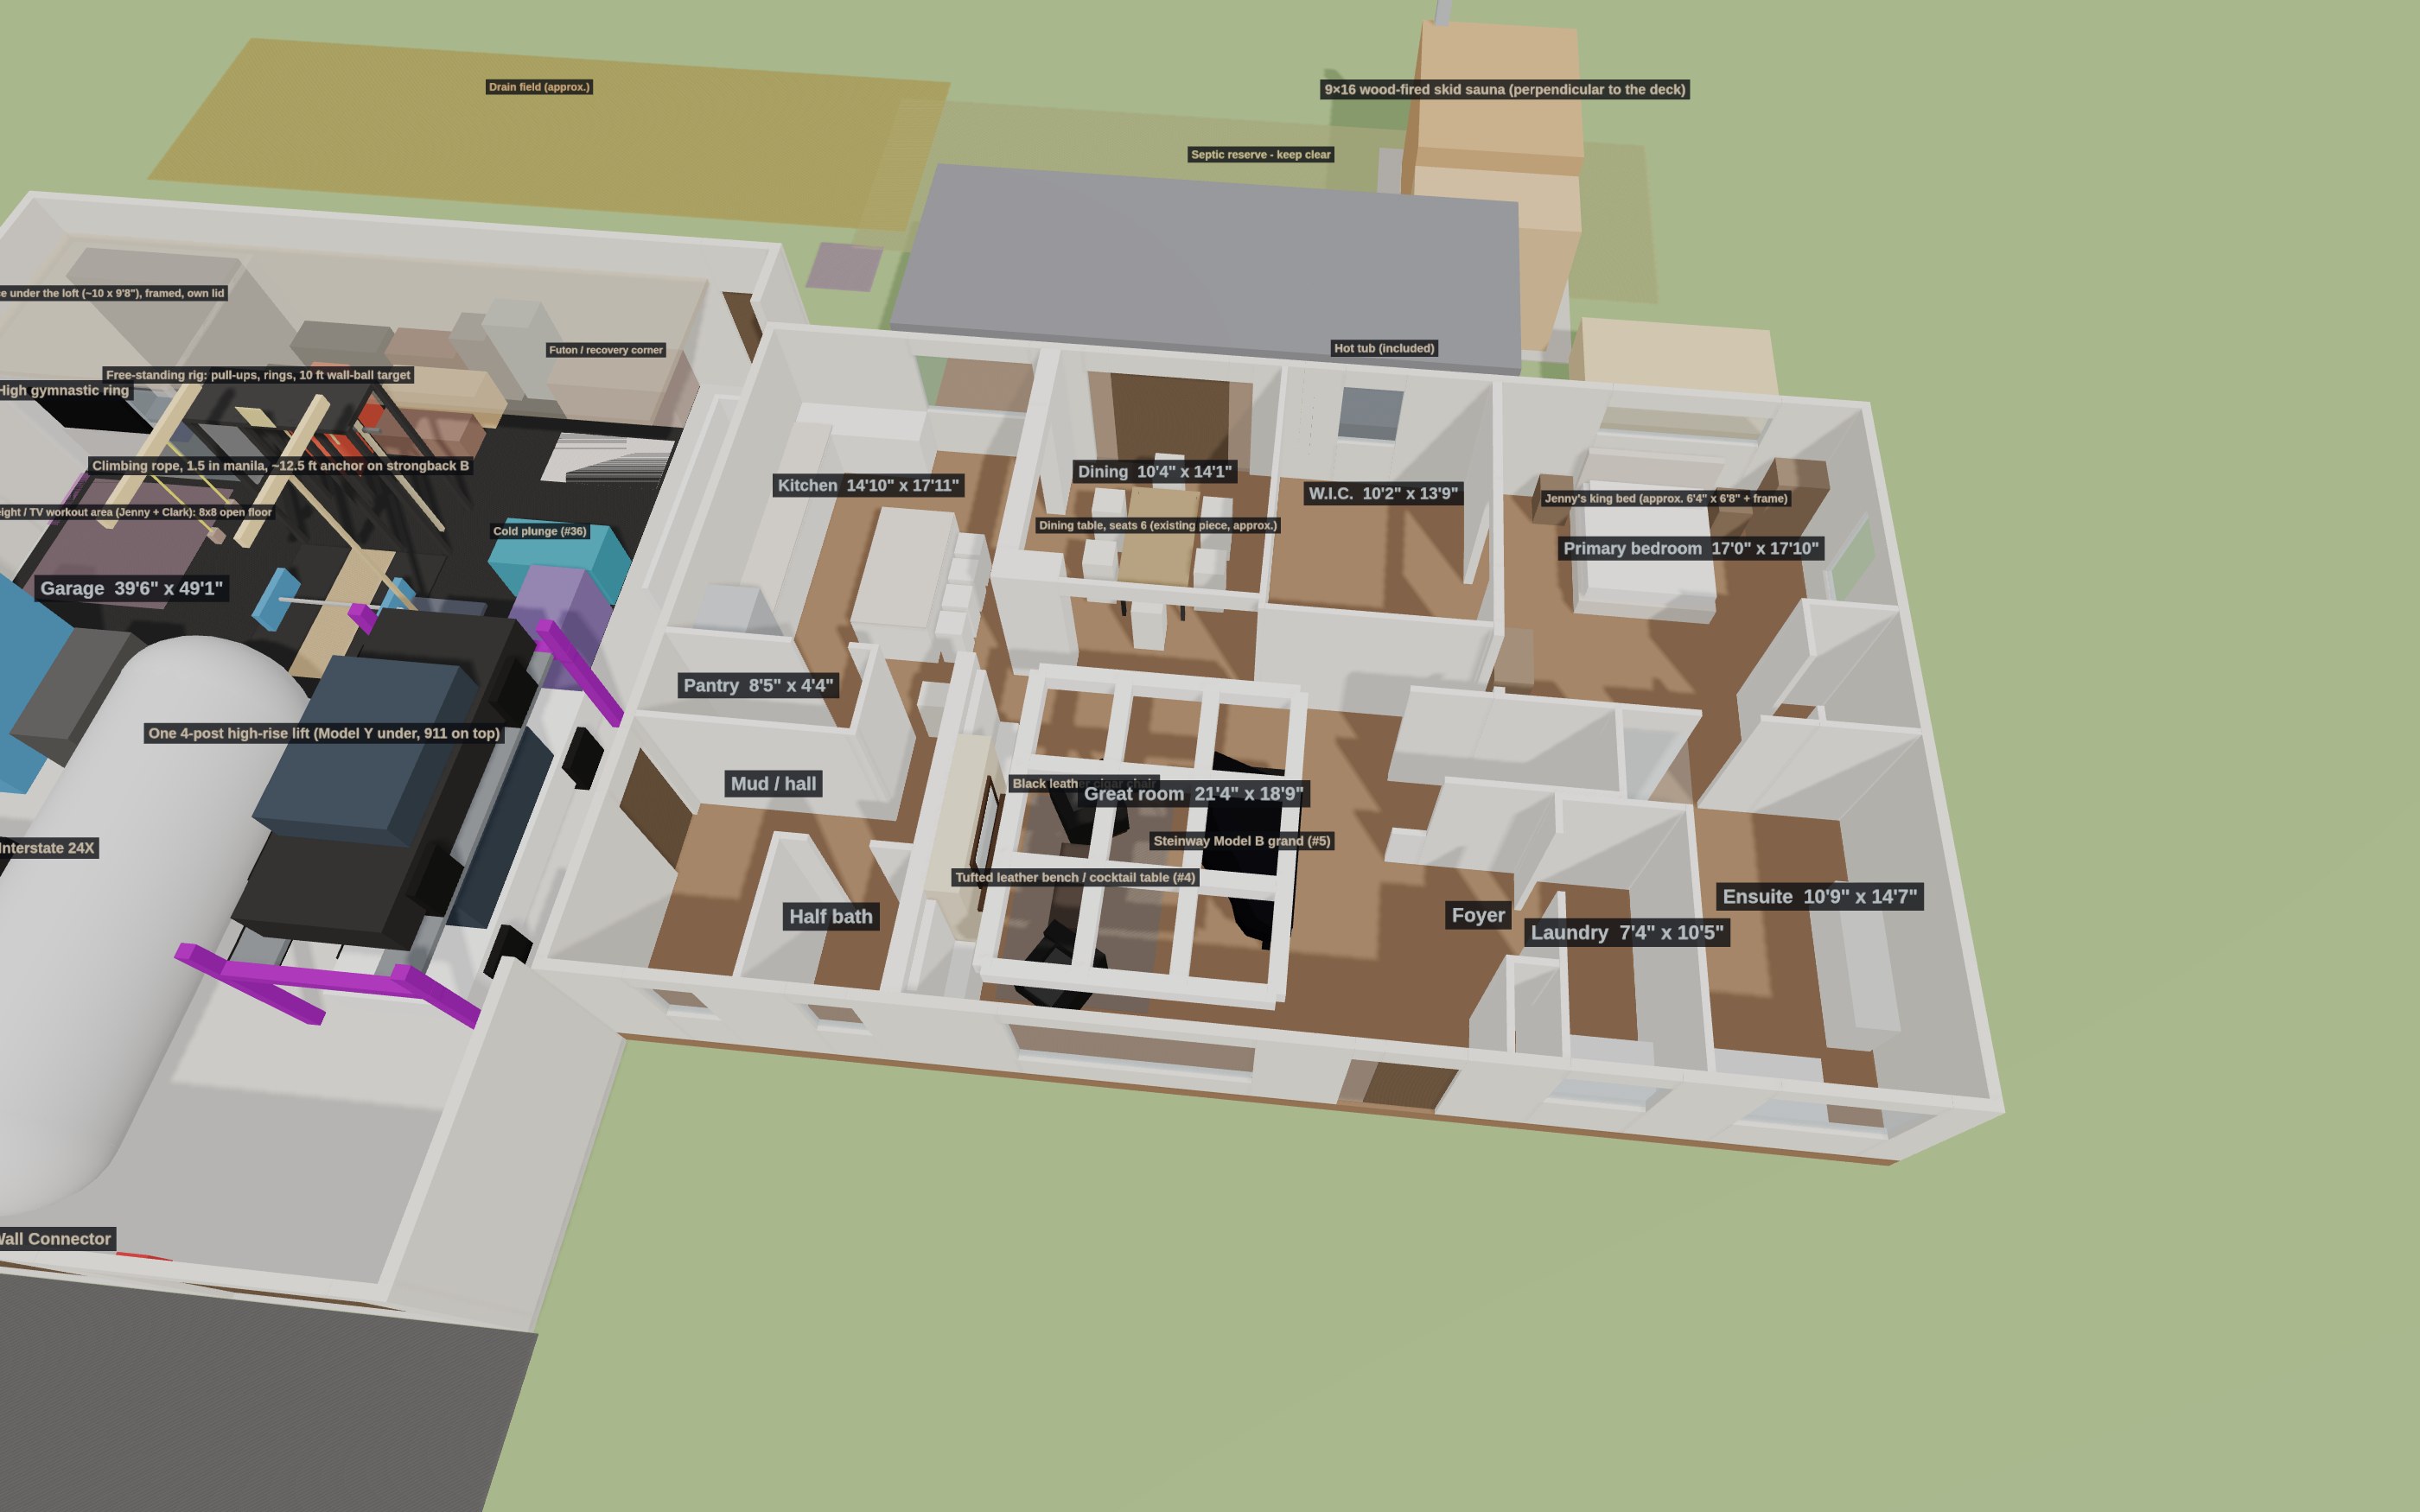 Drain field (approx.)
9×16 wood-fired skid sauna (perpendicular to the deck)
Septic reserve - keep clear
e under the loft (~10 x 9'8"), framed, own lid
Futon / recovery corner
Hot tub (included)
Free-standing rig: pull-ups, rings, 10 ft wall-ball target
High gymnastic ring
Climbing rope, 1.5 in manila, ~12.5 ft anchor on strongback B
Kitchen 14'10" x 17'11"
Dining 10'4" x 14'1"
W.I.C. 10'2" x 13'9"
Jenny's king bed (approx. 6'4" x 6'8" + frame)
ight / TV workout area (Jenny + Clark): 8x8 open floor
Cold plunge (#36)
Dining table, seats 6 (existing piece, approx.)
Primary bedroom 17'0" x 17'10"
Garage 39'6" x 49'1"
Pantry 8'5" x 4'4"
One 4-post high-rise lift (Model Y under, 911 on top)
Mud / hall
Black leather cigar chair
Great room 21'4" x 18'9"
Steinway Model B grand (#5)
Interstate 24X
Tufted leather bench / cocktail table (#4)
Half bath
Foyer
Laundry 7'4" x 10'5"
Ensuite 10'9" x 14'7"
Wall Connector